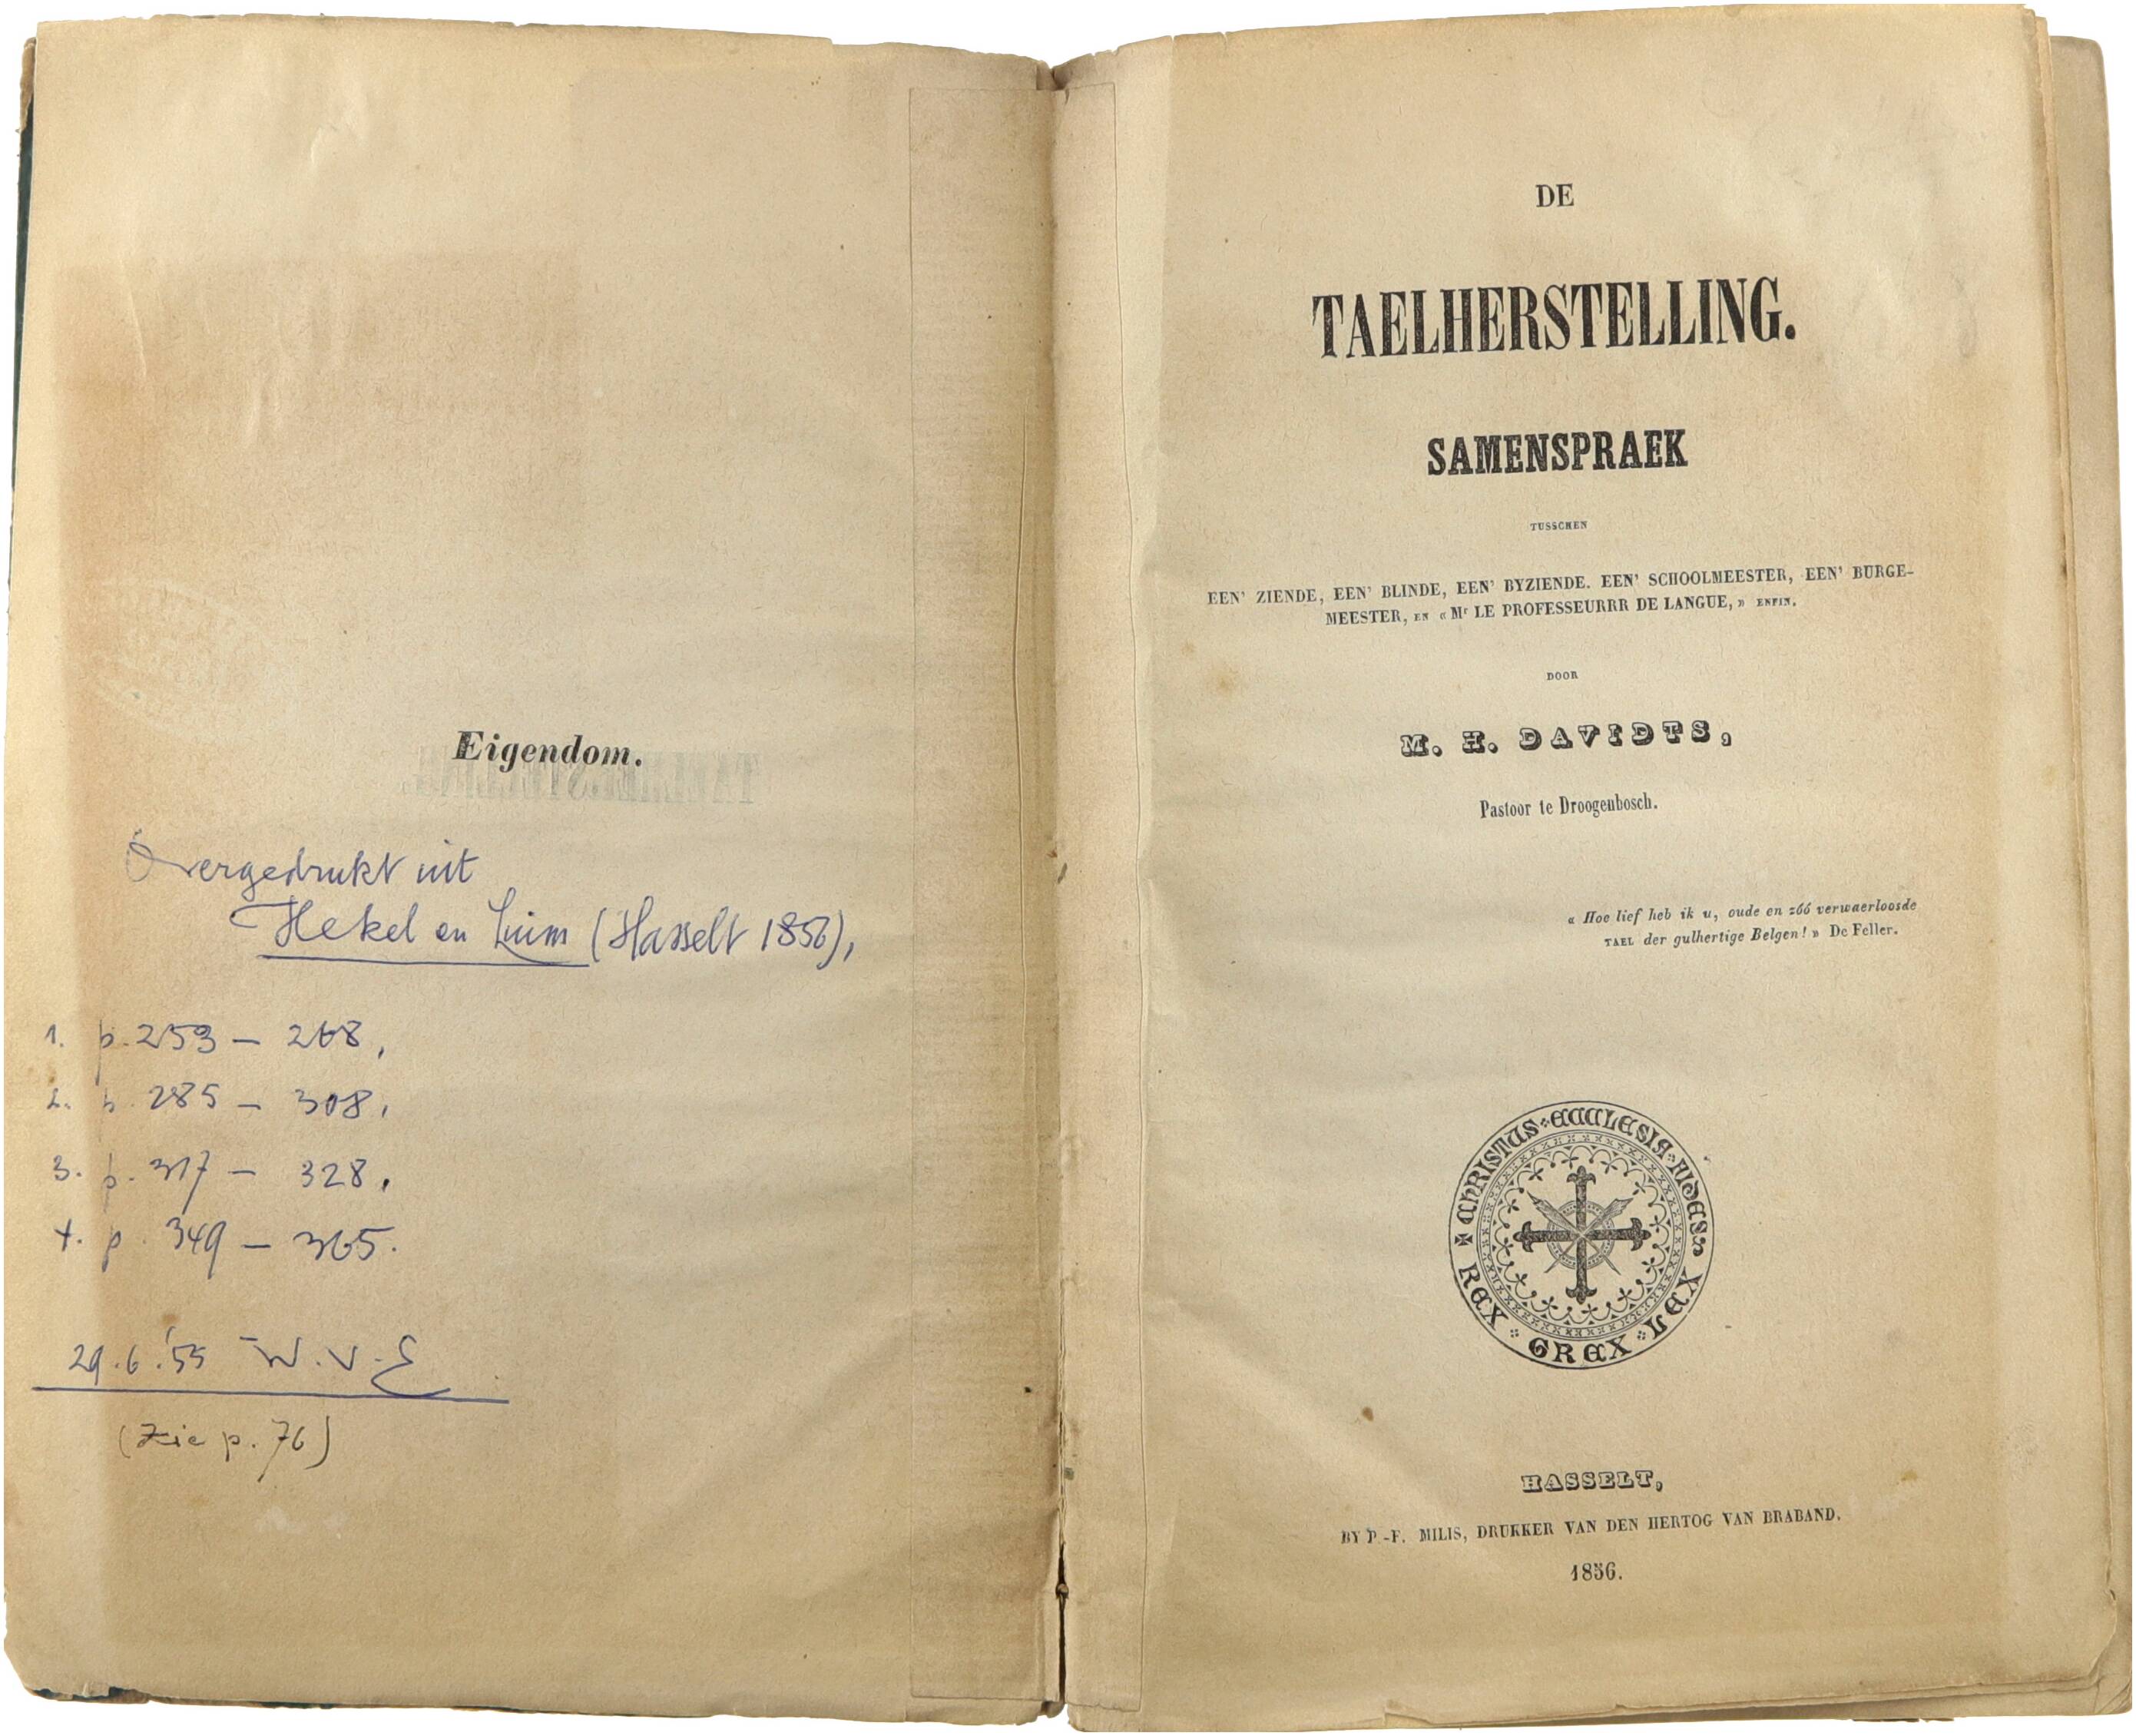 Eigendom.
Overgedrukt uit
Hekel en Luim (Hasselt 1856),
1. p. 253 – 268,
2. p. 285 – 308,
3. p. 317 – 328,
4. p. 349 – 365.
29.6.'55 W.V.E
(Zie p. 76)
DE
TAELHERSTELLING.
SAMENSPRAEK
TUSSCHEN
EEN' ZIENDE, EEN' BLINDE, EEN' BYZIENDE. EEN' SCHOOLMEESTER, EEN' BURGE-
MEESTER, EN « Mr LE PROFESSEURRR DE LANGUE, » ENFIN.
DOOR
M. H. DAVIDTS,
Pastoor te Droogenbosch.
« Hoe lief heb ik u, oude en zóó verwaerloosde
TAEL der gulhertige Belgen! » De Feller.
✠ CHRISTUS · ECCLESIA · FIDES
REX · GREX · LEX
HASSELT,
BY P.-F. MILIS, DRUKKER VAN DEN HERTOG VAN BRABAND.
1856.